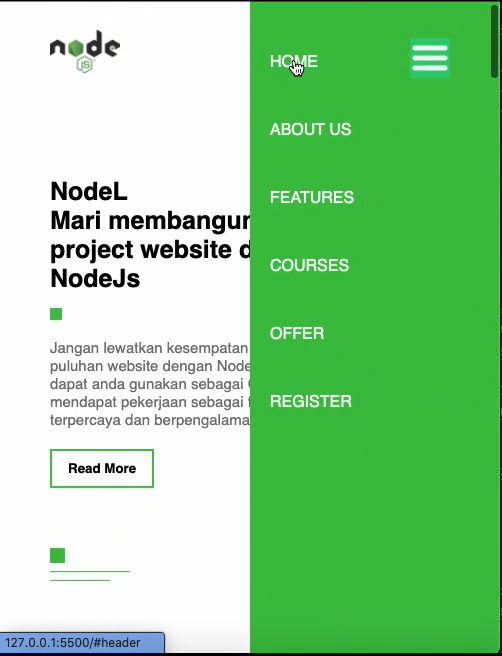 node
JS
HOME
ABOUT US
FEATURES
COURSES
OFFER
REGISTER
NodeL
Mari membangun
project website d
NodeJs
Jangan lewatkan kesempatan
puluhan website dengan Node
dapat anda gunakan sebagai
mendapat pekerjaan sebagai
terpercaya dan berpengalama
Read More
127.0.0.1:5500/#header